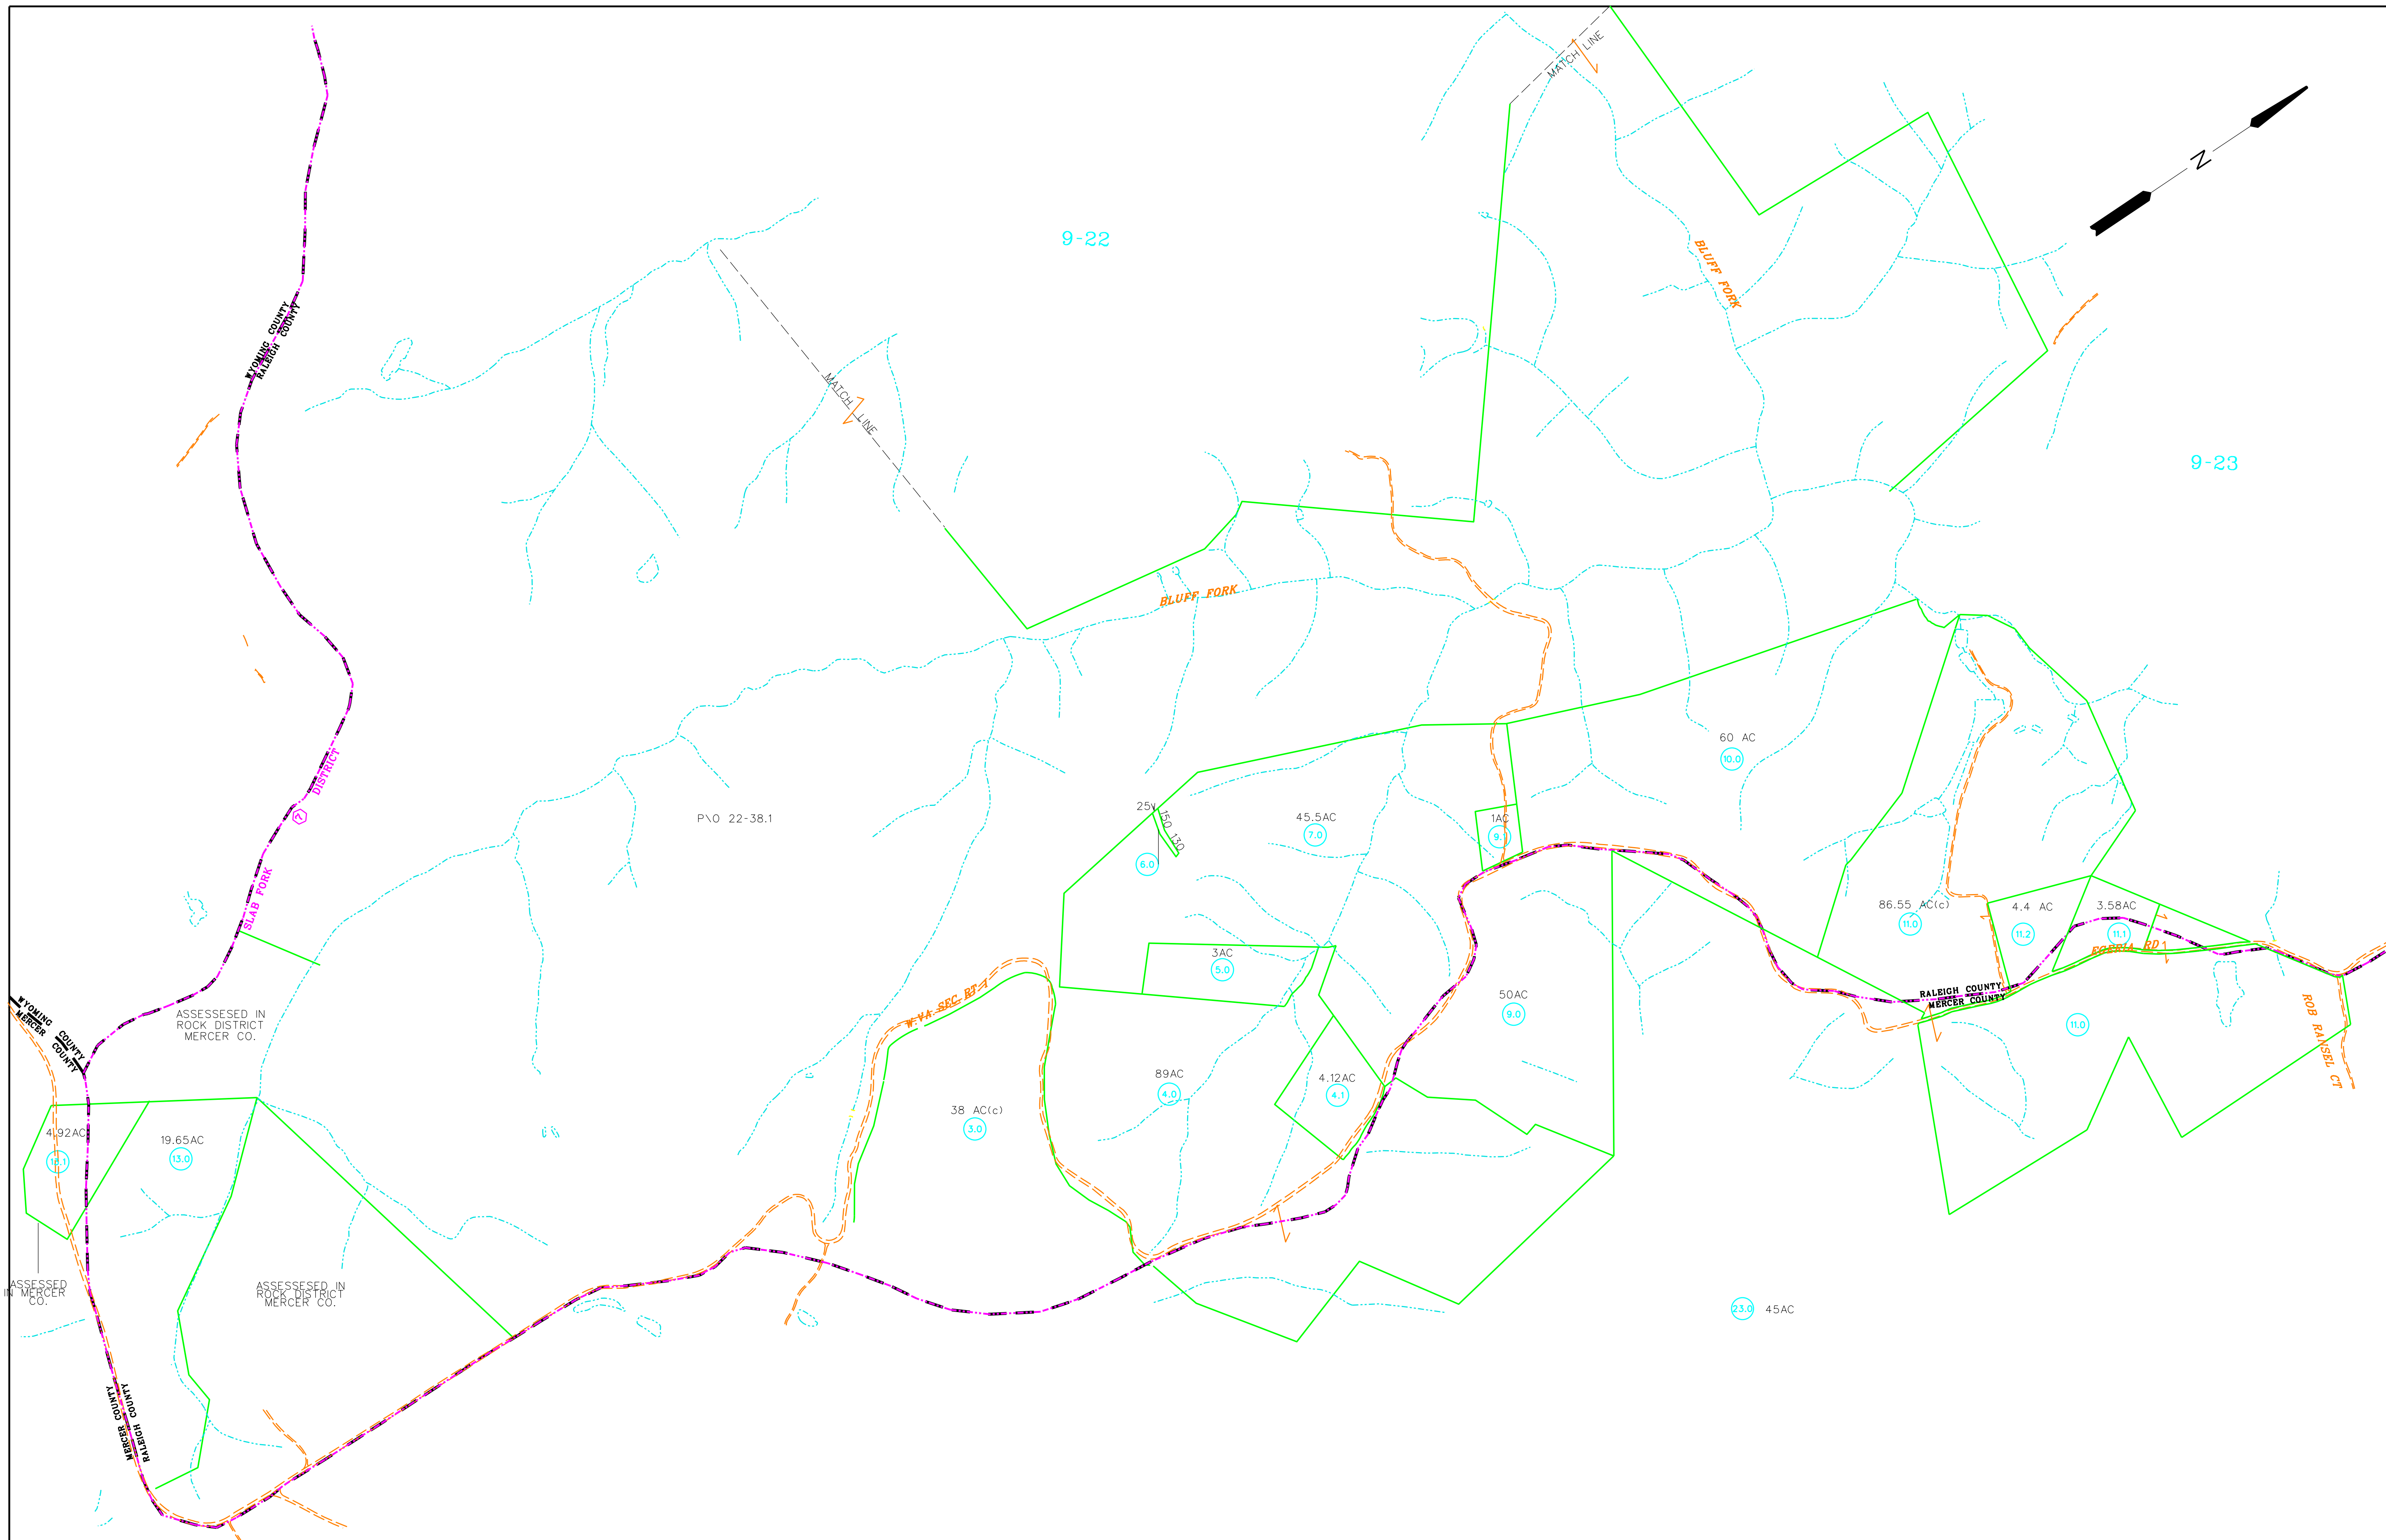 MATCH LINE
N
9-22
BLUFF FORK
WYOMING COUNTY
RALEIGH COUNTY
MATCH LINE
9-23
BLUFF FORK
60 AC
10.0
DISTRICT
7
SLAB FORK
P\O 22-38.1
150 130
45.5AC
7.0
1AC
6.0
86.55 AC(c)
11.0
4.4 AC
11.2
3.58AC
11.1
EGERIA RD
3AC
5.0
W.VA SEC RT 1
50AC
9.0
RALEIGH COUNTY
MERCER COUNTY
11.0
ROB RANSEL CT
WYOMING COUNTY
MERCER COUNTY
ASSESSESED IN
ROCK DISTRICT
MERCER CO.
89AC
4.0
4.12AC
4.1
38 AC(c)
3.0
4.92AC
19.65AC
13.0
ASSESSED
IN MERCER
CO.
ASSESSESED IN
ROCK DISTRICT
MERCER CO.
23.0 45AC
MERCER COUNTY
RALEIGH COUNTY